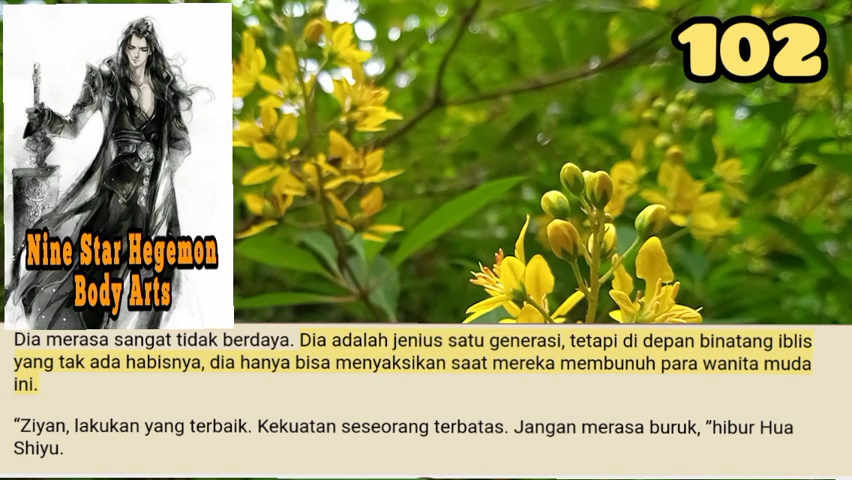 102
Nine Star Hegemon
Body Arts
Dia merasa sangat tidak berdaya. Dia adalah jenius satu generasi, tetapi di depan binatang iblis
yang tak ada habisnya, dia hanya bisa menyaksikan saat mereka membunuh para wanita muda
ini.
“Ziyan, lakukan yang terbaik. Kekuatan seseorang terbatas. Jangan merasa buruk, ”hibur Hua
Shiyu.